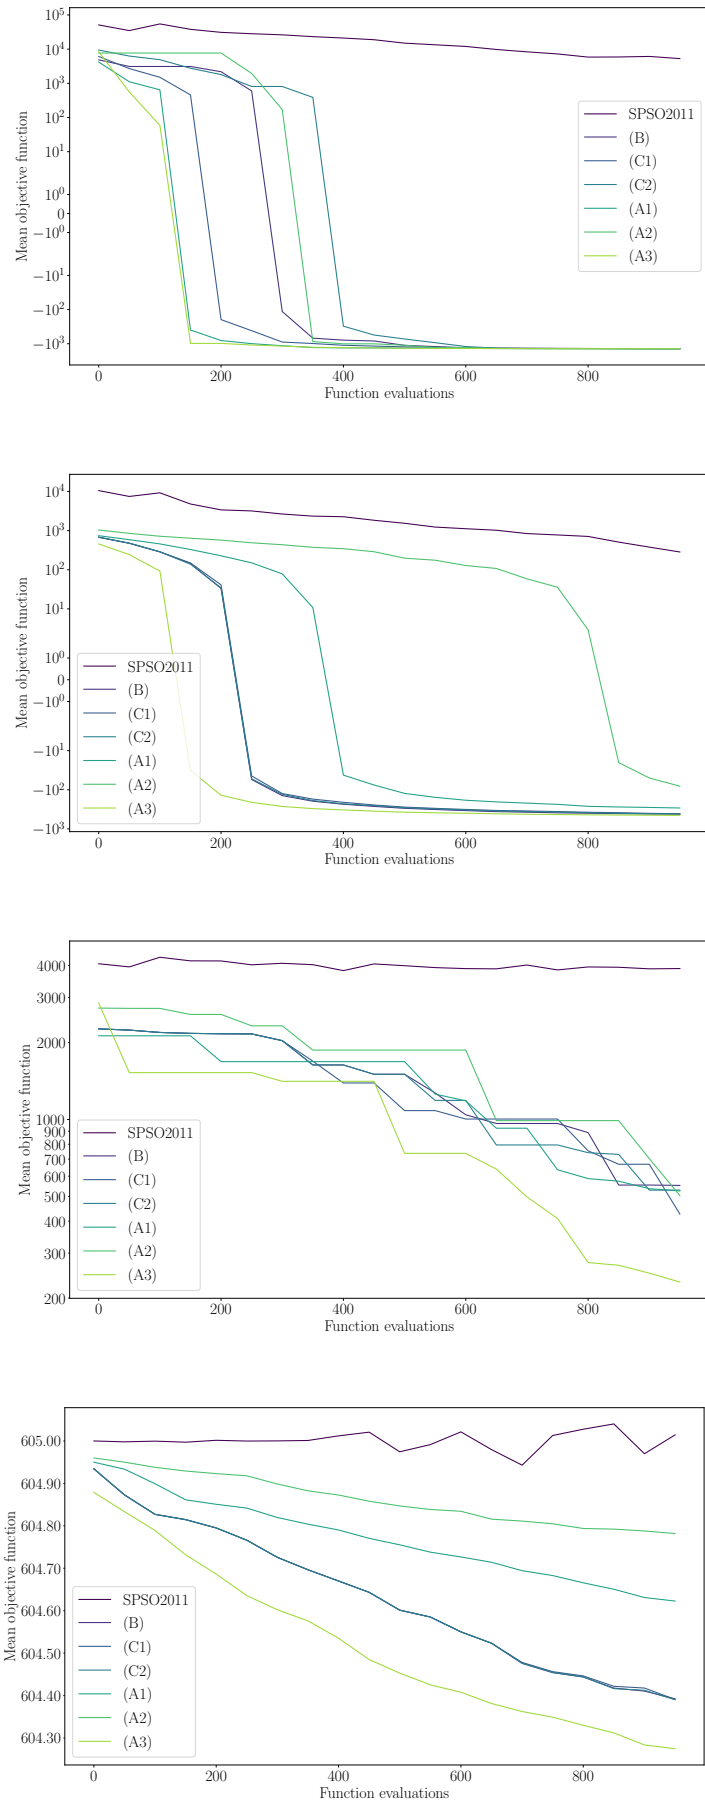 10^5
10^4
10^3
10^2
10^1
10^0
0
−10^0
−10^1
−10^2
−10^3
Mean objective function
SPSO2011
(B)
(C1)
(C2)
(A1)
(A2)
(A3)
0 200 400 600 800
Function evaluations
10^4
10^3
10^2
10^1
10^0
0
−10^0
−10^1
−10^2
−10^3
Mean objective function
SPSO2011
(B)
(C1)
(C2)
(A1)
(A2)
(A3)
0 200 400 600 800
Function evaluations
4000
3000
2000
1000
900
800
700
600
500
400
300
200
Mean objective function
SPSO2011
(B)
(C1)
(C2)
(A1)
(A2)
(A3)
0 200 400 600 800
Function evaluations
605.00
604.90
604.80
604.70
604.60
604.50
604.40
604.30
Mean objective function
SPSO2011
(B)
(C1)
(C2)
(A1)
(A2)
(A3)
0 200 400 600 800
Function evaluations